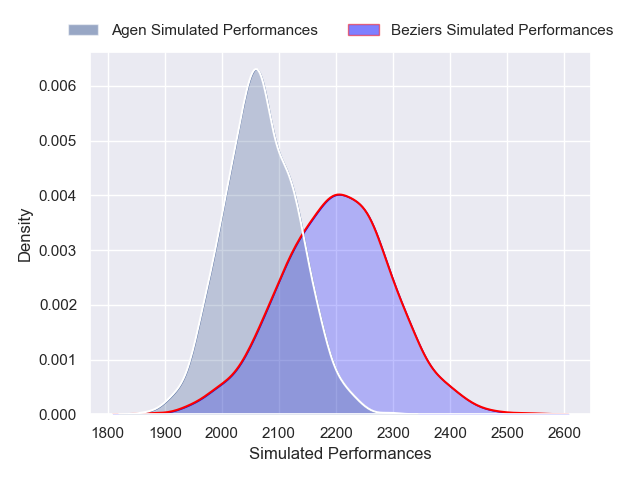 Agen Simulated Performances
Beziers Simulated Performances
0.006
0.005
0.004
0.003
0.002
0.001
0.000
Density
1800 1900 2000 2100 2200 2300 2400 2500 2600
Simulated Performances